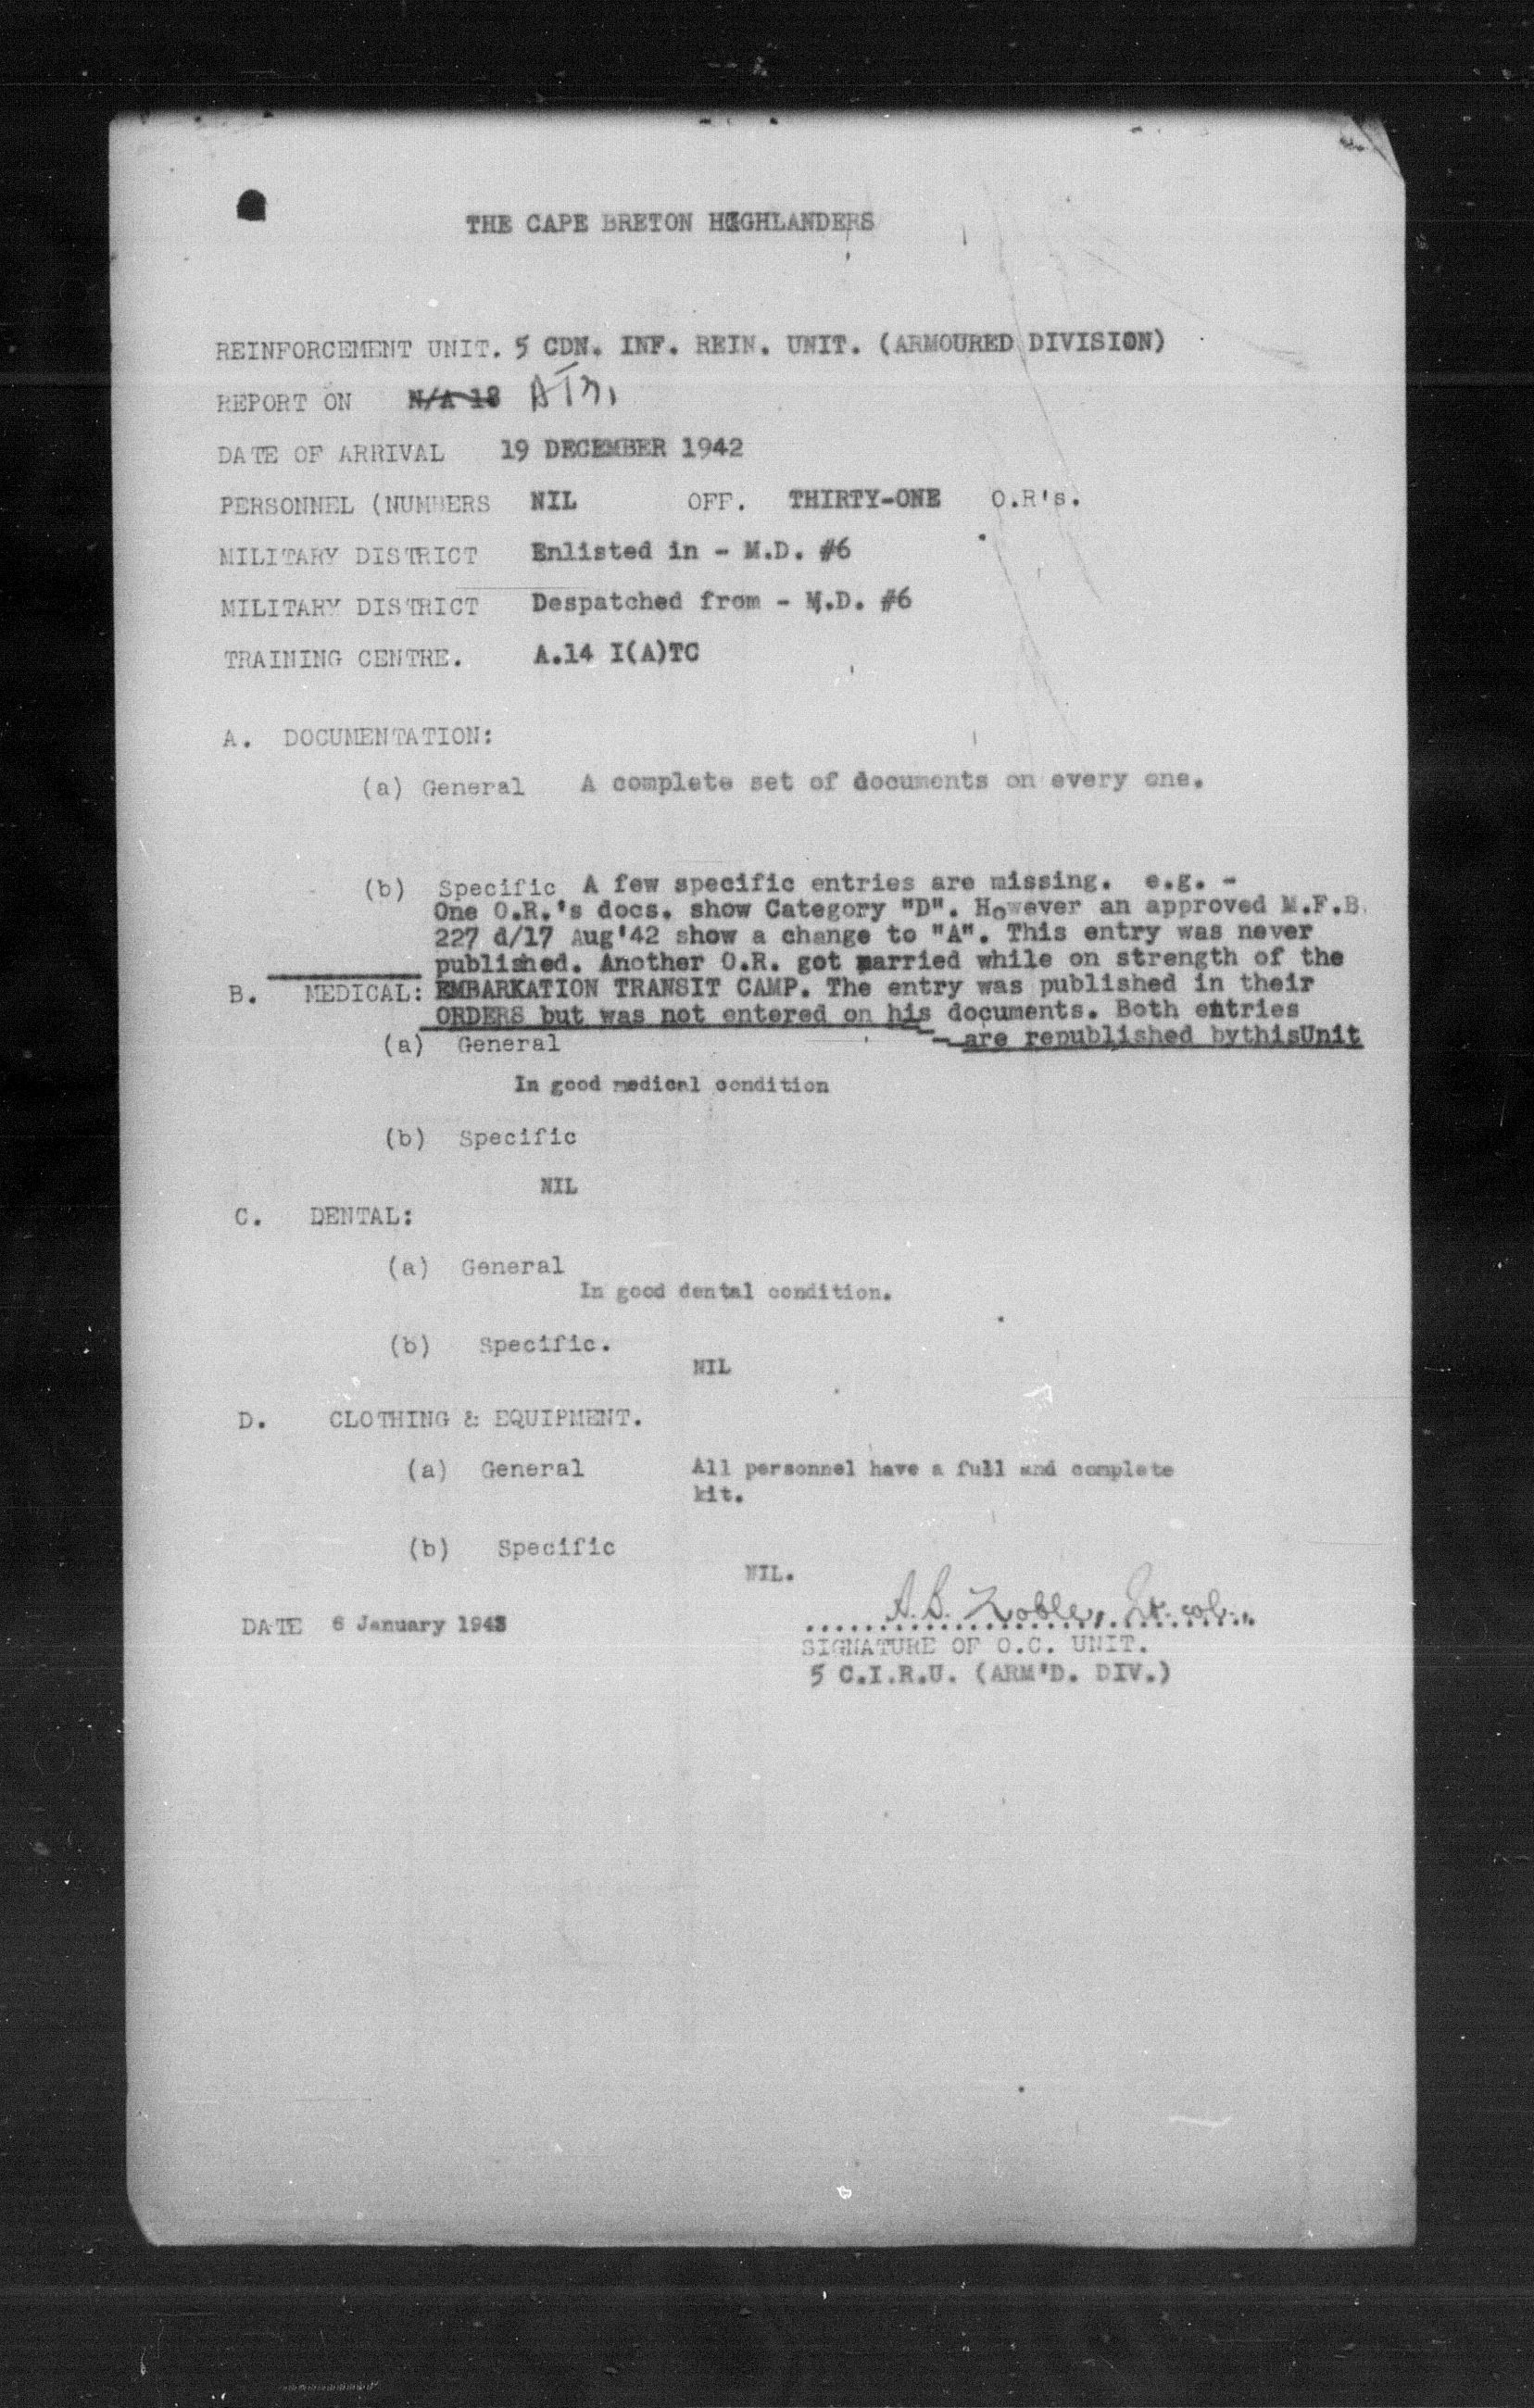 THE CAPE BRETON HIGHLANDERS
REINFORCEMENT UNIT. 5 CDN. INF. REIN. UNIT. (ARMOURED DIVISION)
REPORT ON N/A 18
DATE OF ARRIVAL 19 DECEMBER 1942
PERSONNEL (NUMBERS NIL OFF. THIRTY-ONE O.R's.
MILITARY DISTRICT Enlisted in - M.D. #6
MILITARY DISTRICT Despatched from - M.D. #6
TRAINING CENTRE. A.14 I(A)TC
A. DOCUMENTATION:
(a) General A complete set of documents on every one.
(b) Specific A few specific entries are missing. e.g. -
One O.R.'s docs. show Category "D". However an approved M.F.B.
227 d/17 Aug'42 show a change to "A". This entry was never
published. Another O.R. got married while on strength of the
B. MEDICAL: EMBARKATION TRANSIT CAMP. The entry was published in their
ORDERS but was not entered on his documents. Both entries
(a) General - are republished bythisUnit
In good medical condition
(b) Specific
NIL
C. DENTAL:
(a) General
In good dental condition.
(b) Specific.
NIL
D. CLOTHING & EQUIPMENT.
(a) General All personnel have a full and complete
kit.
(b) Specific
NIL.
A. B. Noble, Lt. col.
DATE 6 January 1943
SIGNATURE OF O.C. UNIT.
5 C.I.R.U. (ARM'D. DIV.)